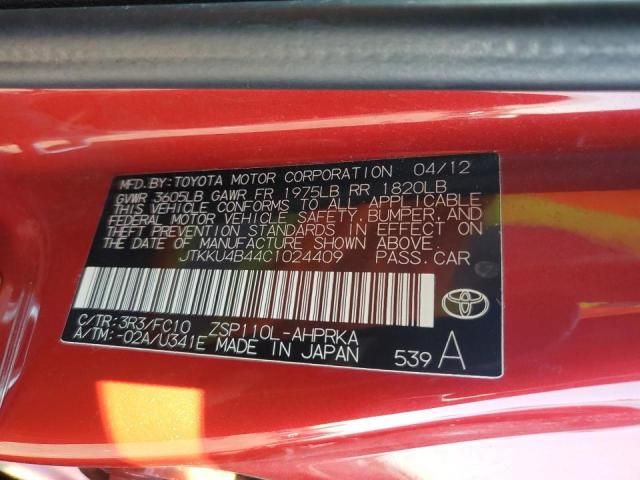 MFD.BY:TOYOTA MOTOR CORPORATION 04/12
GVWR 3605LB GAWR FR 1975LB RR 1820LB
THIS VEHICLE CONFORMS TO ALL APPLICABLE
FEDERAL MOTOR VEHICLE SAFETY, BUMPER, AND
THEFT PREVENTION STANDARDS IN EFFECT ON
THE DATE OF MANUFACTURE SHOWN ABOVE.
JTKKU4B44C1024409 PASS.CAR
C/TR:3R3/FC10 ZSP110L-AHPRKA
A/TM:-02A/U341E MADE IN JAPAN 539 A